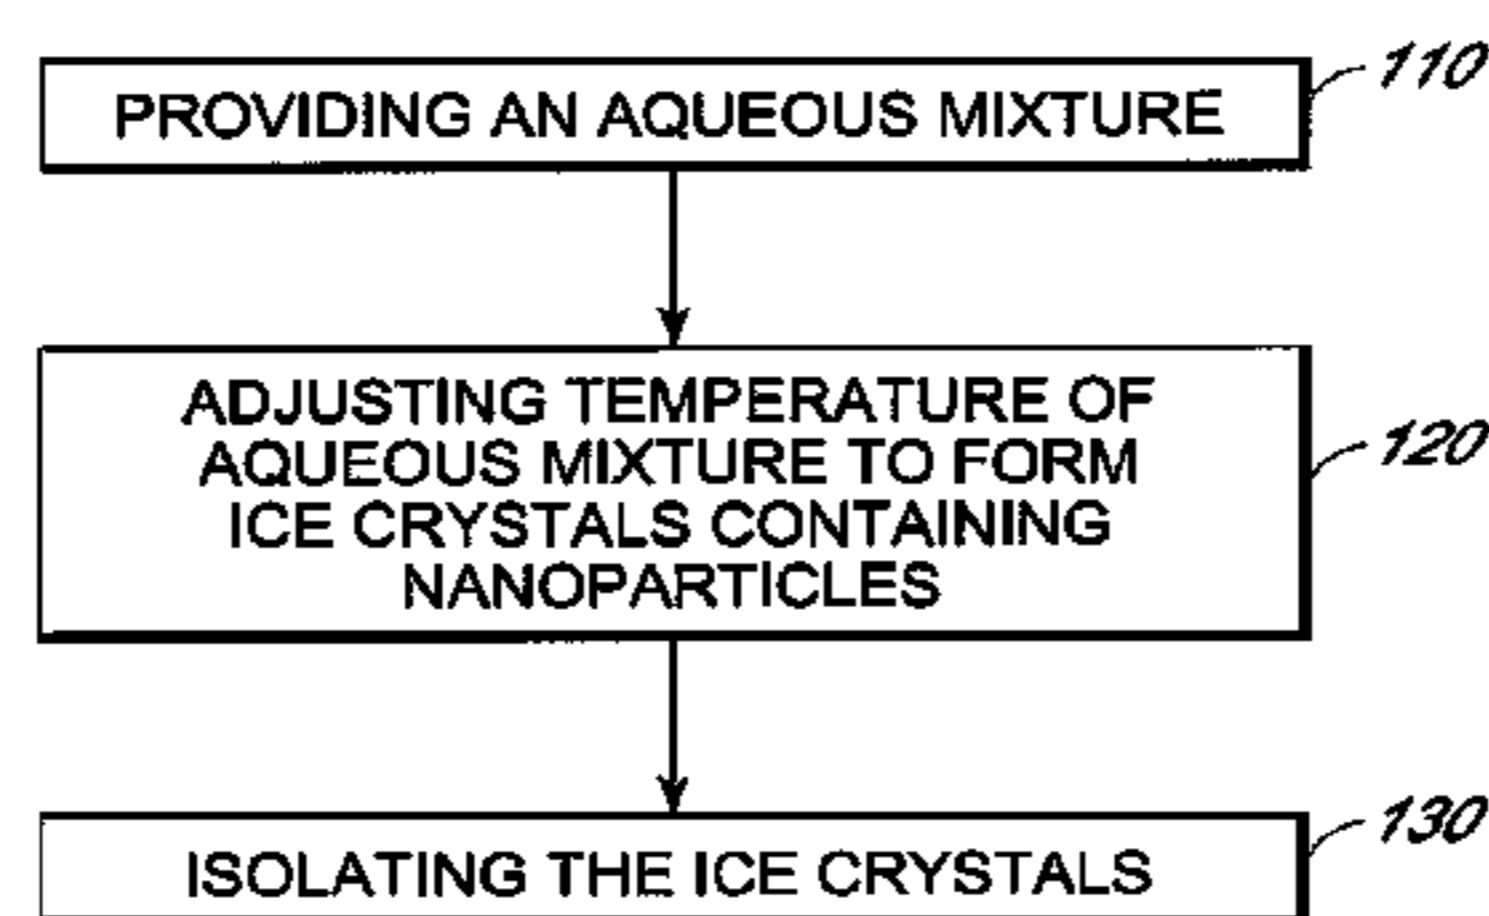 110
PROVIDING AN AQUEOUS MIXTURE
ADJUSTING TEMPERATURE OF
AQUEOUS MIXTURE TO FORM
120
ICE CRYSTALS CONTAINING
NANOPARTICLES
130
ISOLATING THE ICE CRYSTALS